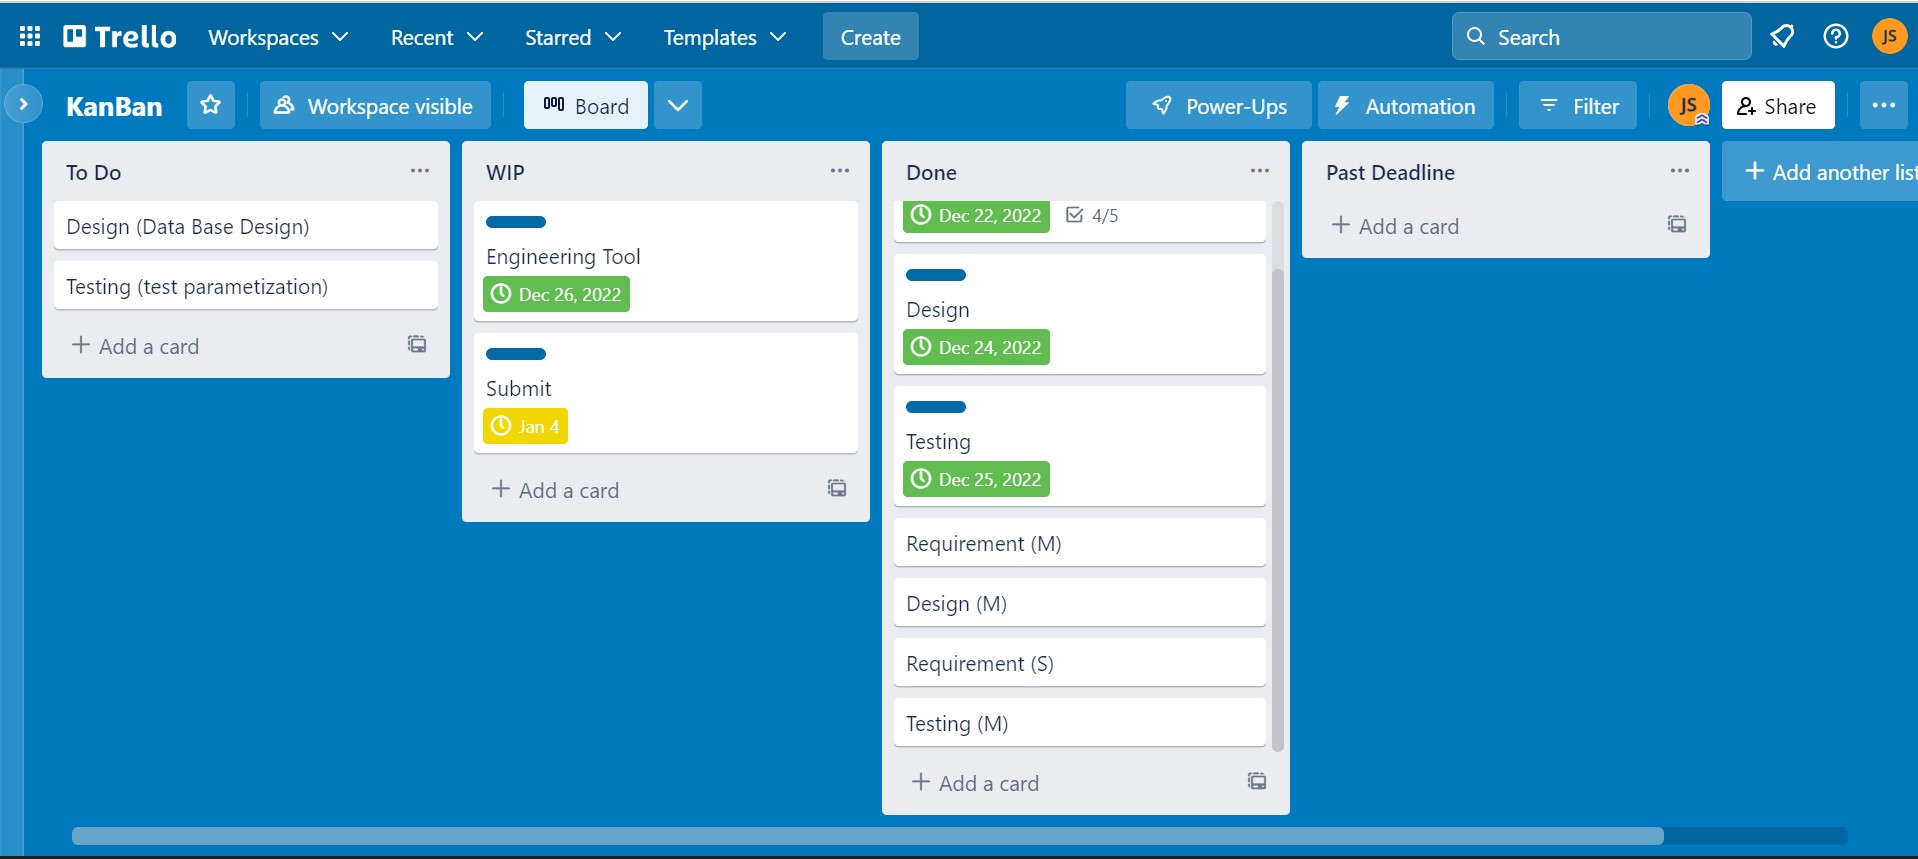 Trello Workspaces Recent Starred Templates Create Search JS
KanBan Workspace visible Board Power-Ups Automation Filter JS Share
To Do
Design (Data Base Design)
Testing (test parametization)
Add a card
WIP
Engineering Tool
Dec 26, 2022
Submit
Jan 4
Add a card
Done
Dec 22, 2022 4/5
Design
Dec 24, 2022
Testing
Dec 25, 2022
Requirement (M)
Design (M)
Requirement (S)
Testing (M)
Add a card
Past Deadline
Add a card
Add another list